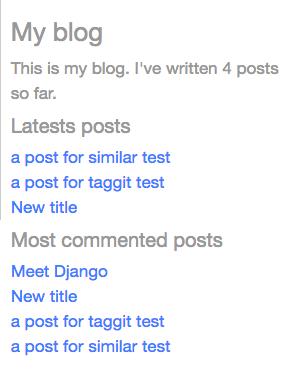 My blog
This is my blog. I've written 4 posts
so far.
Latests posts
a post for similar test
a post for taggit test
New title
Most commented posts
Meet Django
New title
a post for taggit test
a post for similar test